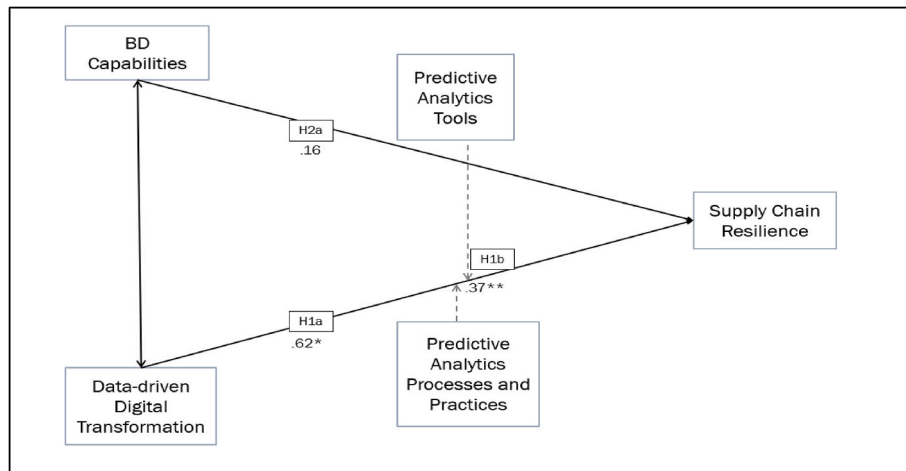 BD
Capabilities
Predictive
Analytics
Tools
H2a
.16
Supply Chain
Resilience
H1b
.37**
H1a
.62*
Predictive
Analytics
Processes and
Practices
Data-driven
Digital
Transformation